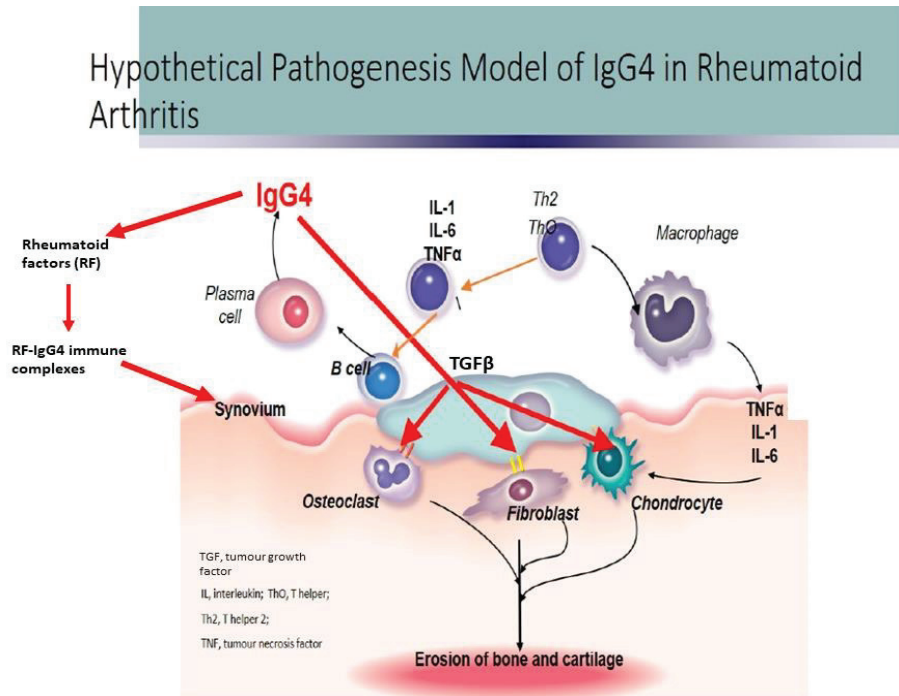 Hypothetical Pathogenesis Model of IgG4 in Rheumatoid
Arthritis
IgG4
IL-1
IL-6
TNFα
Th2
ThO
Macrophage
Rheumatoid
factors (RF)
Plasma
cell
RF-IgG4 immune
complexes
B cell
TGFβ
Synovium
TNFα
IL-1
IL-6
Osteoclast
Fibroblast
Chondrocyte
TGF, tumour growth
factor
IL, interleukin; ThO, T helper;
Th2, T helper 2;
TNF, tumour necrosis factor
Erosion of bone and cartilage